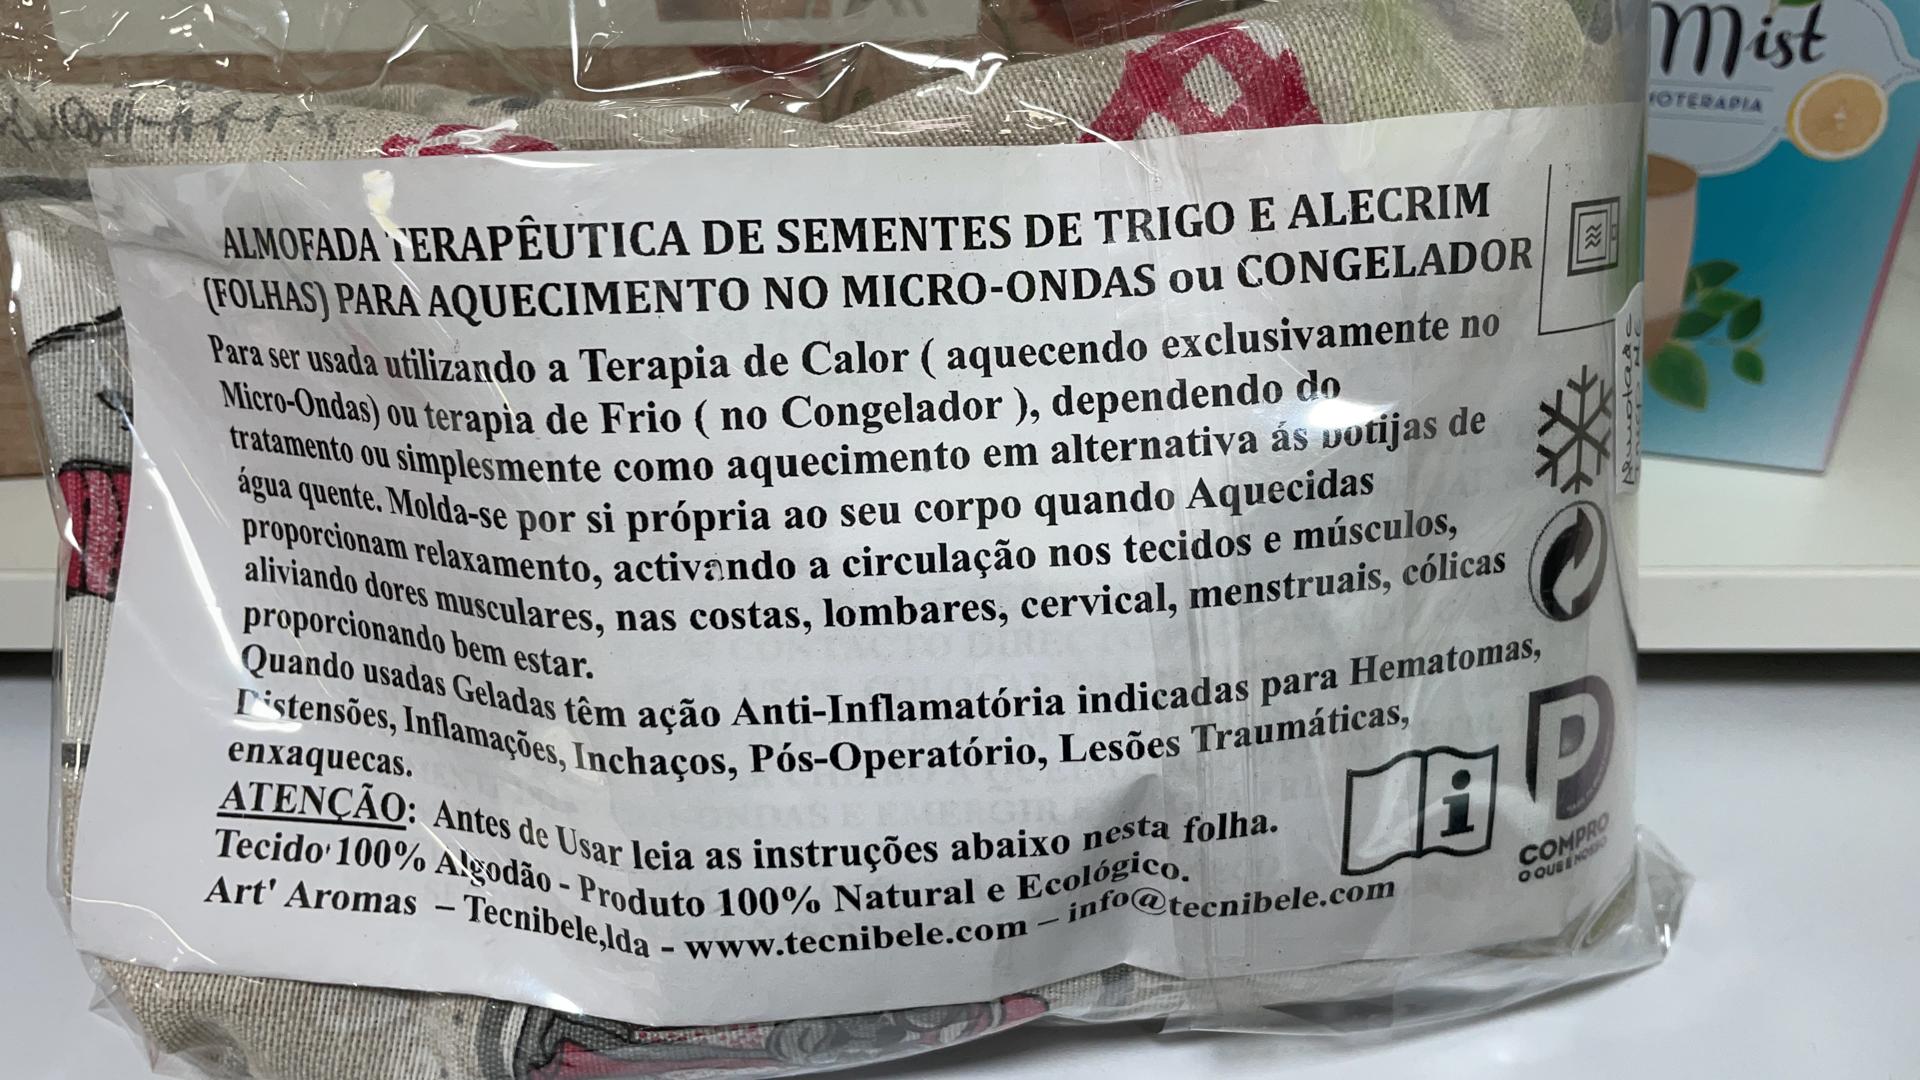 Mist
ALMOFADA TERAPÊUTICA DE SEMENTES DE TRIGO E ALECRIM
(FOLHAS) PARA AQUECIMENTO NO MICRO-ONDAS ou CONGELADOR
Para ser usada utilizando a Terapia de Calor ( aquecendo exclusivamente no
Micro-Ondas) ou terapia de Frio ( no Congelador ), dependendo do
tratamento ou simplesmente como aquecimento em alternativa ás botijas de
água quente. Molda-se por si própria ao seu corpo quando Aquecidas
proporcionam relaxamento, activando a circulação nos tecidos e músculos,
aliviando dores musculares, nas costas, lombares, cervical, menstruais, cólicas
proporcionando bem estar.
Quando usadas Geladas têm ação Anti-Inflamatória indicadas para Hematomas,
Distensões, Inflamações, Inchaços, Pós-Operatório, Lesões Traumáticas,
enxaquecas.
ATENÇÃO: Antes de Usar leia as instruções abaixo nesta folha.
Tecido 100% Algodão - Produto 100% Natural e Ecológico.
Art' Aromas – Tecnibele,lda - www.tecnibele.com – info@tecnibele.com
COMPRO
O QUE É NOSSO